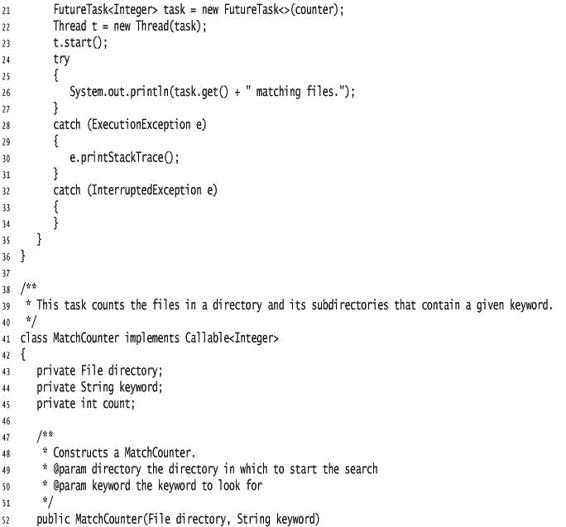 21 FutureTask<Integer> task = new FutureTask<>(counter);
22 Thread t = new Thread(task);
23 t.start();
24 try
25 {
26 System.out.println(task.get() + " matching files.");
27 }
28 catch (ExecutionException e)
29 {
30 e.printStackTrace();
31 }
32 catch (InterruptedException e)
33 {
34 }
35 }
36 }
37
38 /**
39 * This task counts the files in a directory and its subdirectories that contain a given keyword.
40 */
41 class MatchCounter implements Callable<Integer>
42 {
43 private File directory;
44 private String keyword;
45 private int count;
46
47 /**
48 * Constructs a MatchCounter.
49 * @param directory the directory in which to start the search
50 * @param keyword the keyword to look for
51 */
52 public MatchCounter(File directory, String keyword)